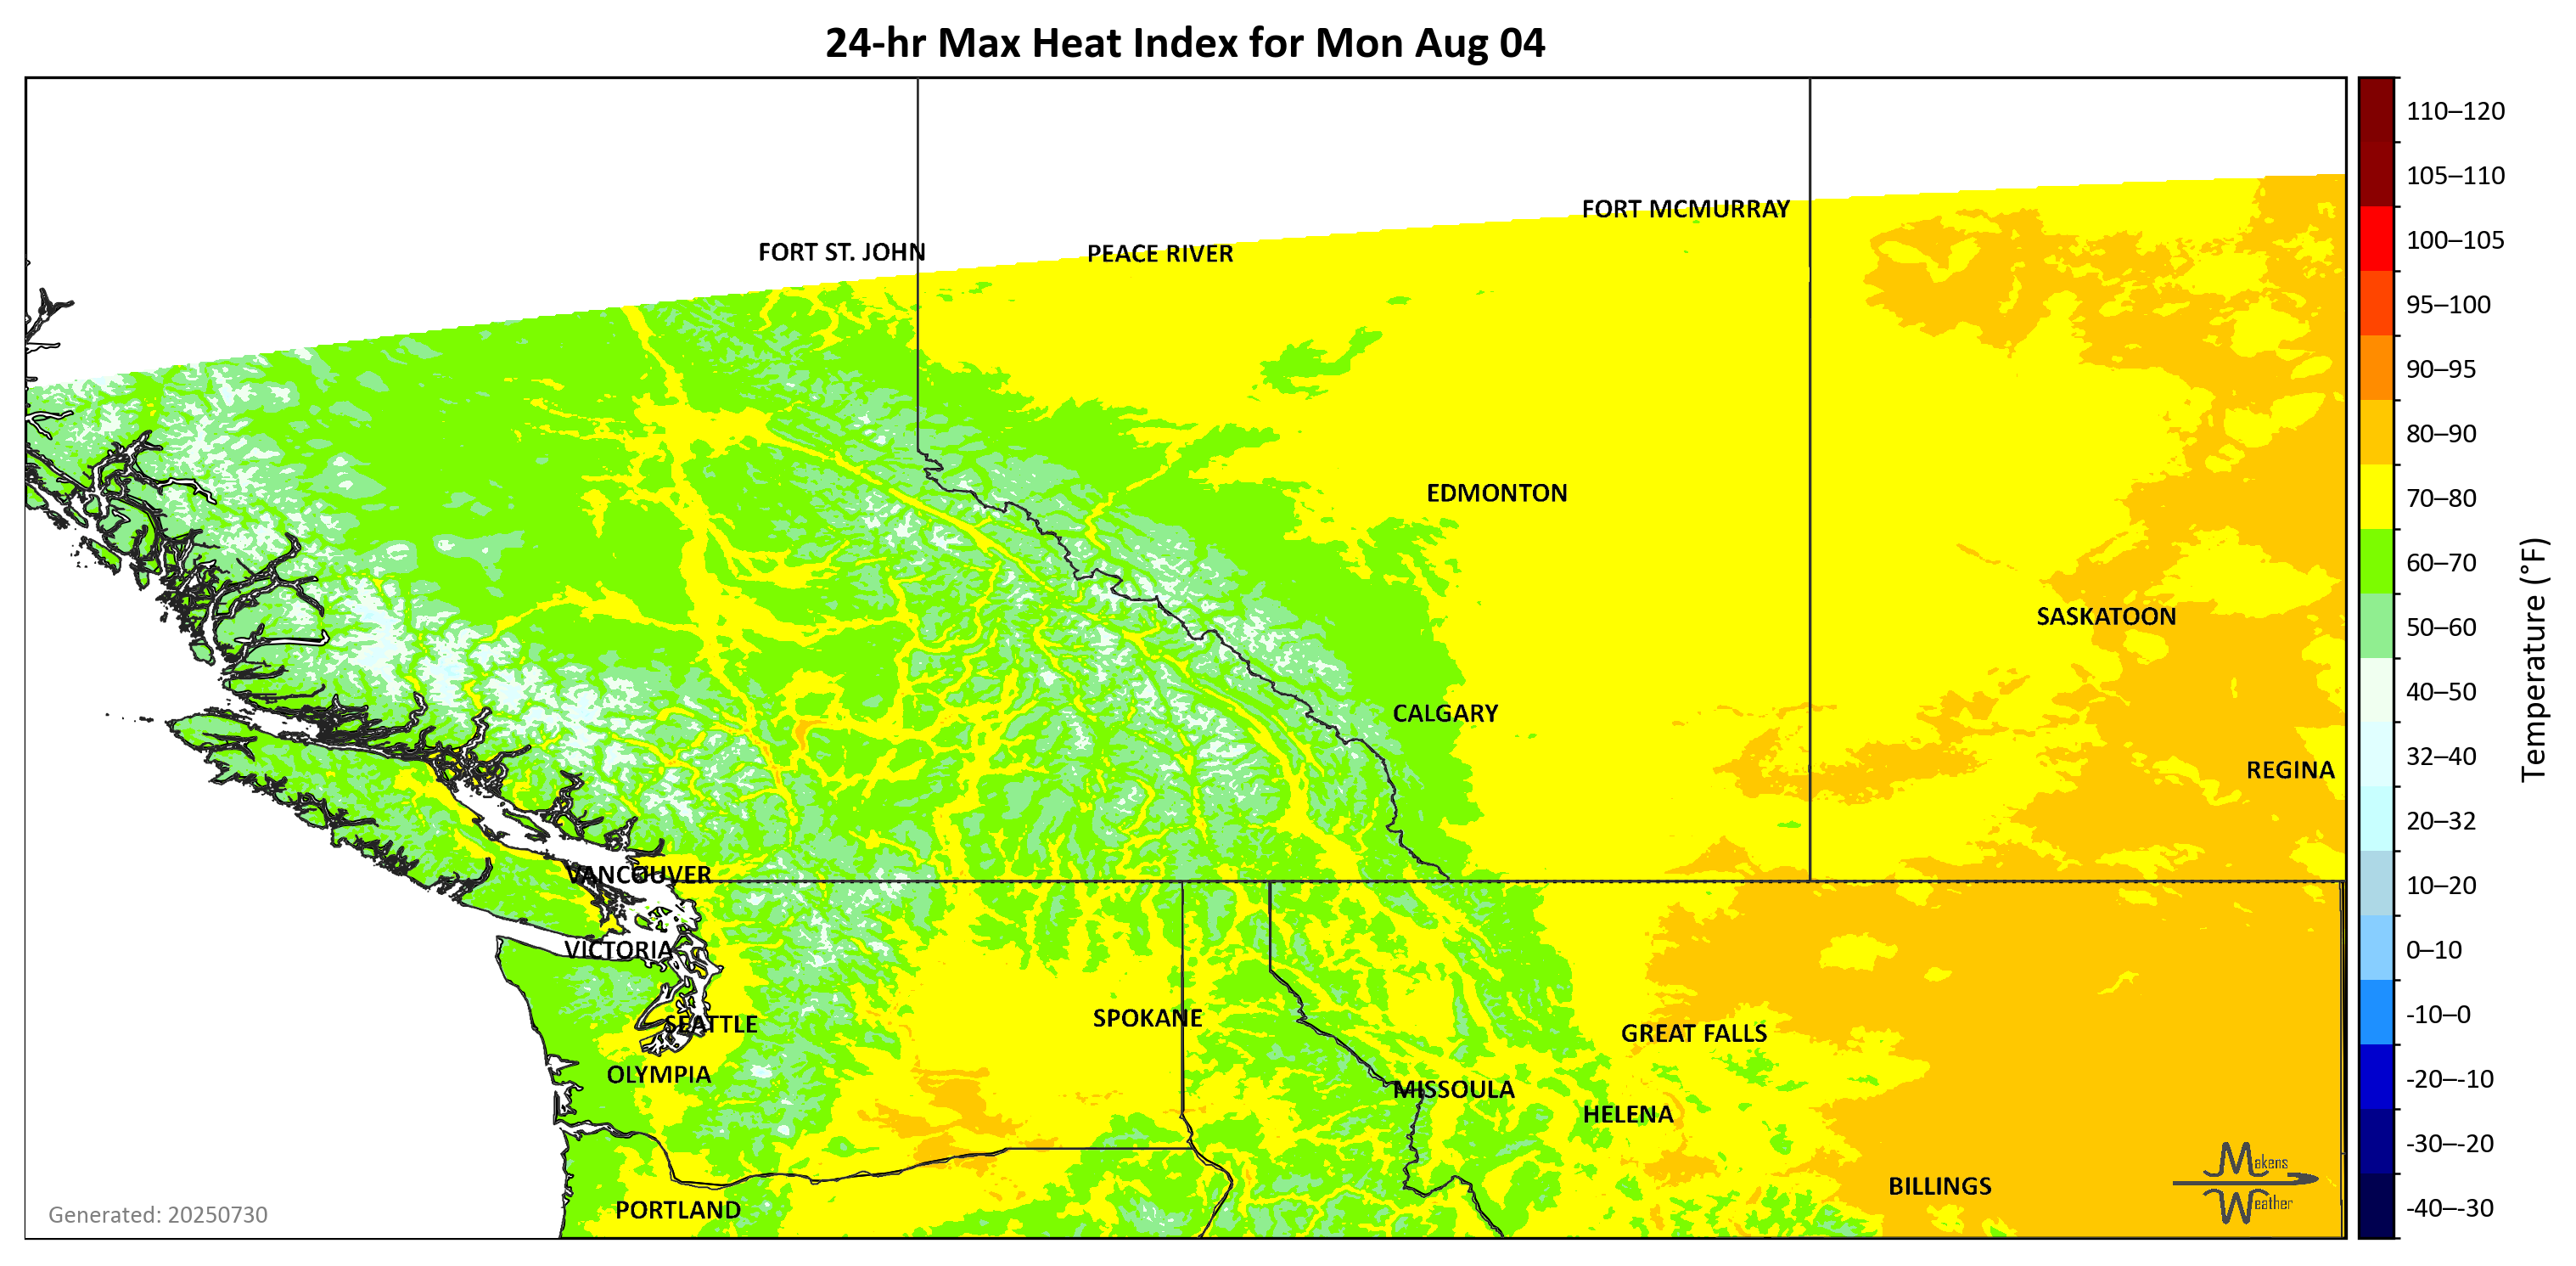 24-hr Max Heat Index for Mon Aug 04
110–120
105–110
FORT MCMURRAY
100–105
FORT ST. JOHN
PEACE RIVER
95–100
90–95
80–90
EDMONTON
70–80
60–70
SASKATOON
50–60
40–50
CALGARY
32–40
REGINA
20–32
VANCOUVER
10–20
VICTORIA
0–10
SPOKANE
-10–0
SEATTLE
GREAT FALLS
OLYMPIA
-20–-10
MISSOULA
HELENA
-30–-20
Makens
BILLINGS
Weather
PORTLAND
-40–-30
Generated: 20250730
Temperature (°F)